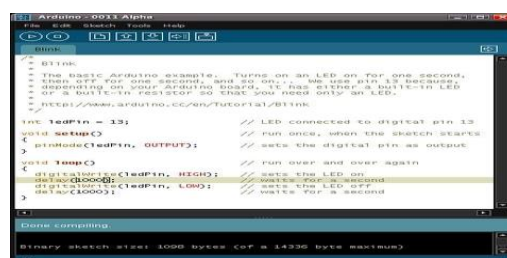 Arduino - 0011 Alpha
File Edit Sketch Tools Help
Blink
/*
* Blink
*
* The basic Arduino example. Turns on an LED on for one second,
* then off for one second, and so on... We use pin 13 because,
* depending on your Arduino board, it has either a built-in LED
* or a built-in resistor so that you need only an LED.
*
* http://www.arduino.cc/en/Tutorial/Blink
*/
int ledPin = 13; // LED connected to digital pin 13
void setup() // run once, when the sketch starts
{
pinMode(ledPin, OUTPUT); // sets the digital pin as output
}
void loop() // run over and over again
{
digitalWrite(ledPin, HIGH); // sets the LED on
delay(1000); // waits for a second
digitalWrite(ledPin, LOW); // sets the LED off
delay(1000); // waits for a second
}
Done compiling.
Binary sketch size: 1098 bytes (of a 14336 byte maximum)